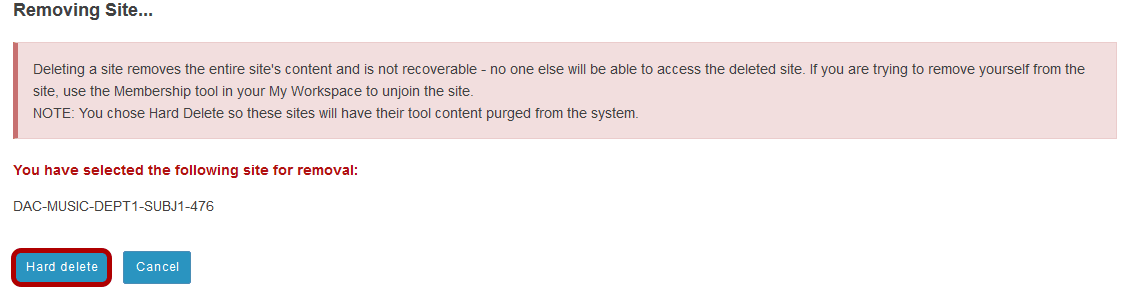 Removing Site...
Deleting a site removes the entire site's content and is not recoverable - no one else will be able to access the deleted site. If you are trying to remove yourself from the
site, use the Membership tool in your My Workspace to unjoin the site.
NOTE: You chose Hard Delete so these sites will have their tool content purged from the system.
You have selected the following site for removal:
DAC-MUSIC-DEPT1-SUBJ1-476
Hard delete Cancel